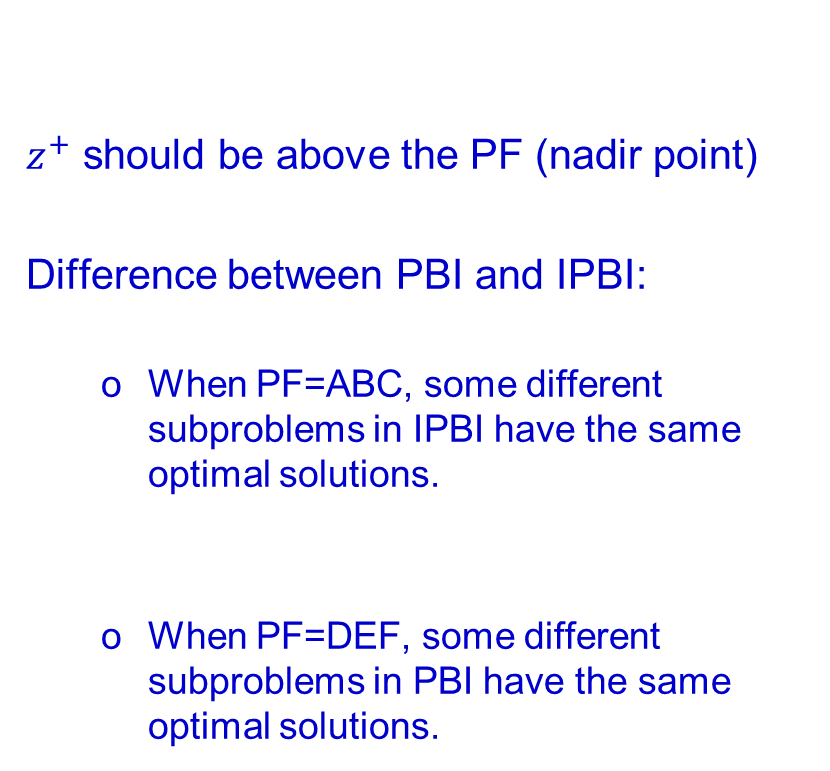 z⁺ should be above the PF (nadir point)
Difference between PBI and IPBI:
o When PF=ABC, some different
subproblems in IPBI have the same
optimal solutions.
o When PF=DEF, some different
subproblems in PBI have the same
optimal solutions.